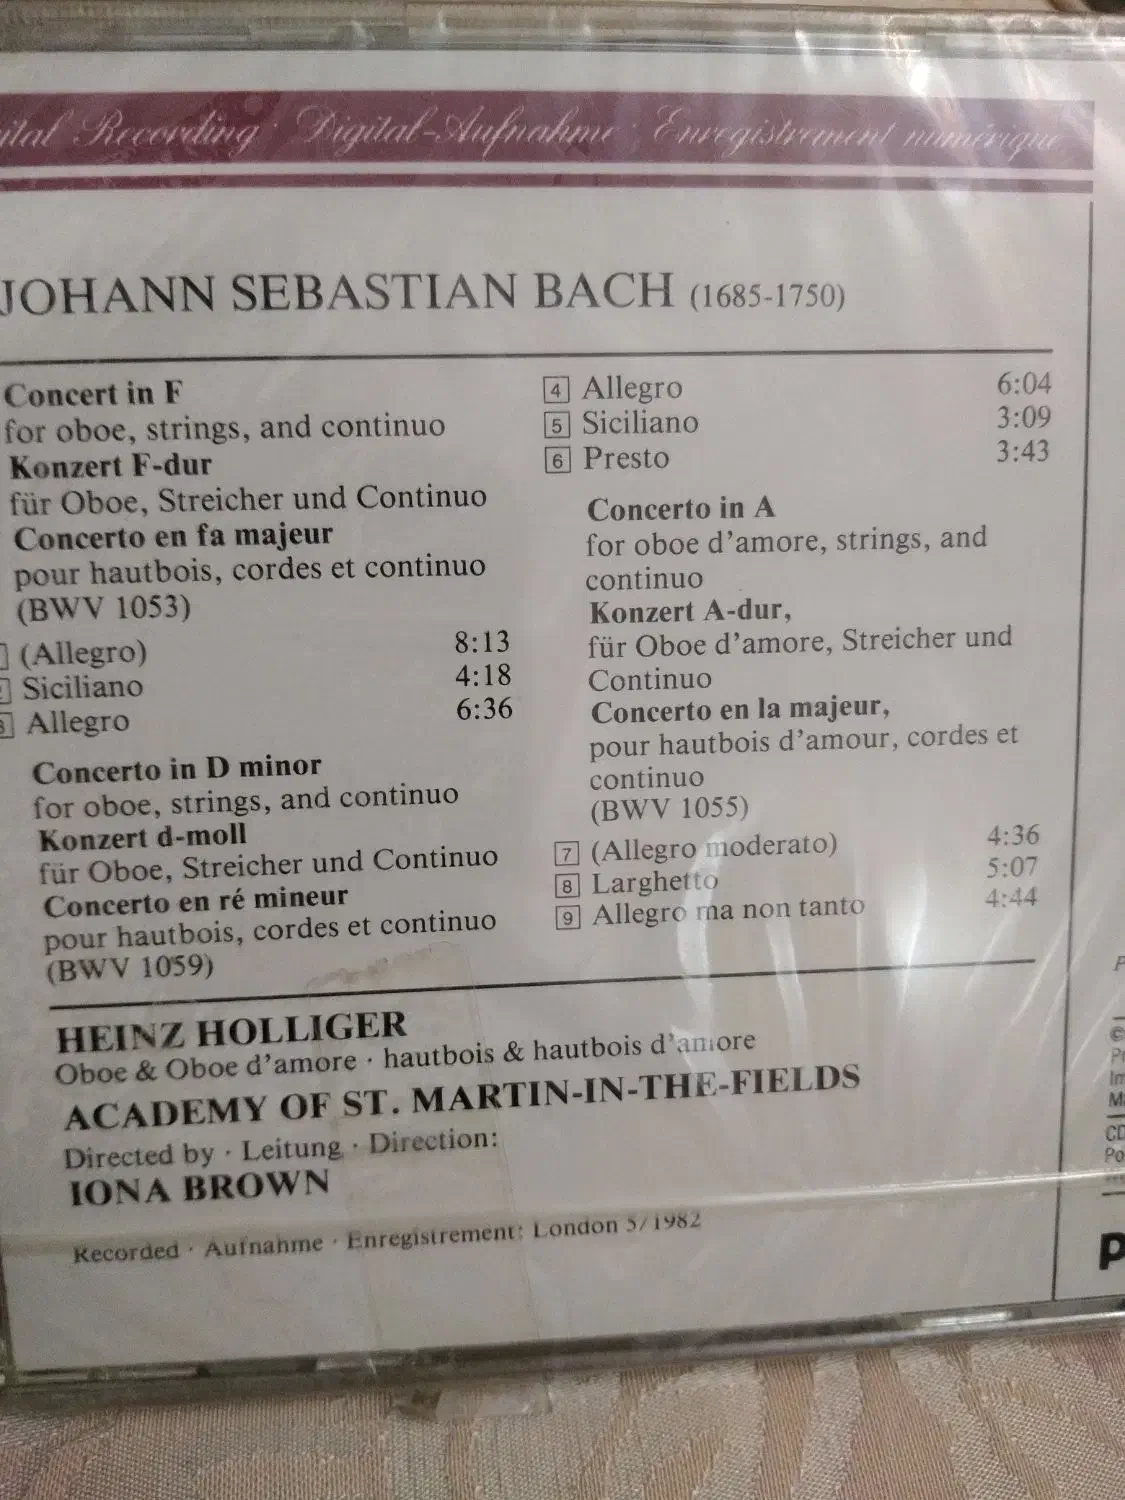 ital Recording · Digital-Aufnahme · Enregistrement numérique
JOHANN SEBASTIAN BACH (1685-1750)
Concert in F
for oboe, strings, and continuo
Konzert F-dur
für Oboe, Streicher und Continuo
Concerto en fa majeur
pour hautbois, cordes et continuo
(BWV 1053)
(Allegro) 8:13
Siciliano 4:18
3 Allegro 6:36
Concerto in D minor
for oboe, strings, and continuo
Konzert d-moll
für Oboe, Streicher und Continuo
Concerto en ré mineur
pour hautbois, cordes et continuo
(BWV 1059)
4 Allegro 6:04
5 Siciliano 3:09
6 Presto 3:43
Concerto in A
for oboe d'amore, strings, and
continuo
Konzert A-dur,
für Oboe d'amore, Streicher und
Continuo
Concerto en la majeur,
pour hautbois d'amour, cordes et
continuo
(BWV 1055)
7 (Allegro moderato) 4:36
8 Larghetto 5:07
9 Allegro ma non tanto 4:44
HEINZ HOLLIGER
Oboe & Oboe d'amore · hautbois & hautbois d'amore
ACADEMY OF ST. MARTIN-IN-THE-FIELDS
Directed by · Leitung · Direction:
IONA BROWN
Recorded · Aufnahme · Enregistrement: London 5/1982
P
©
Pr
Im
Ma
CD
Po
P